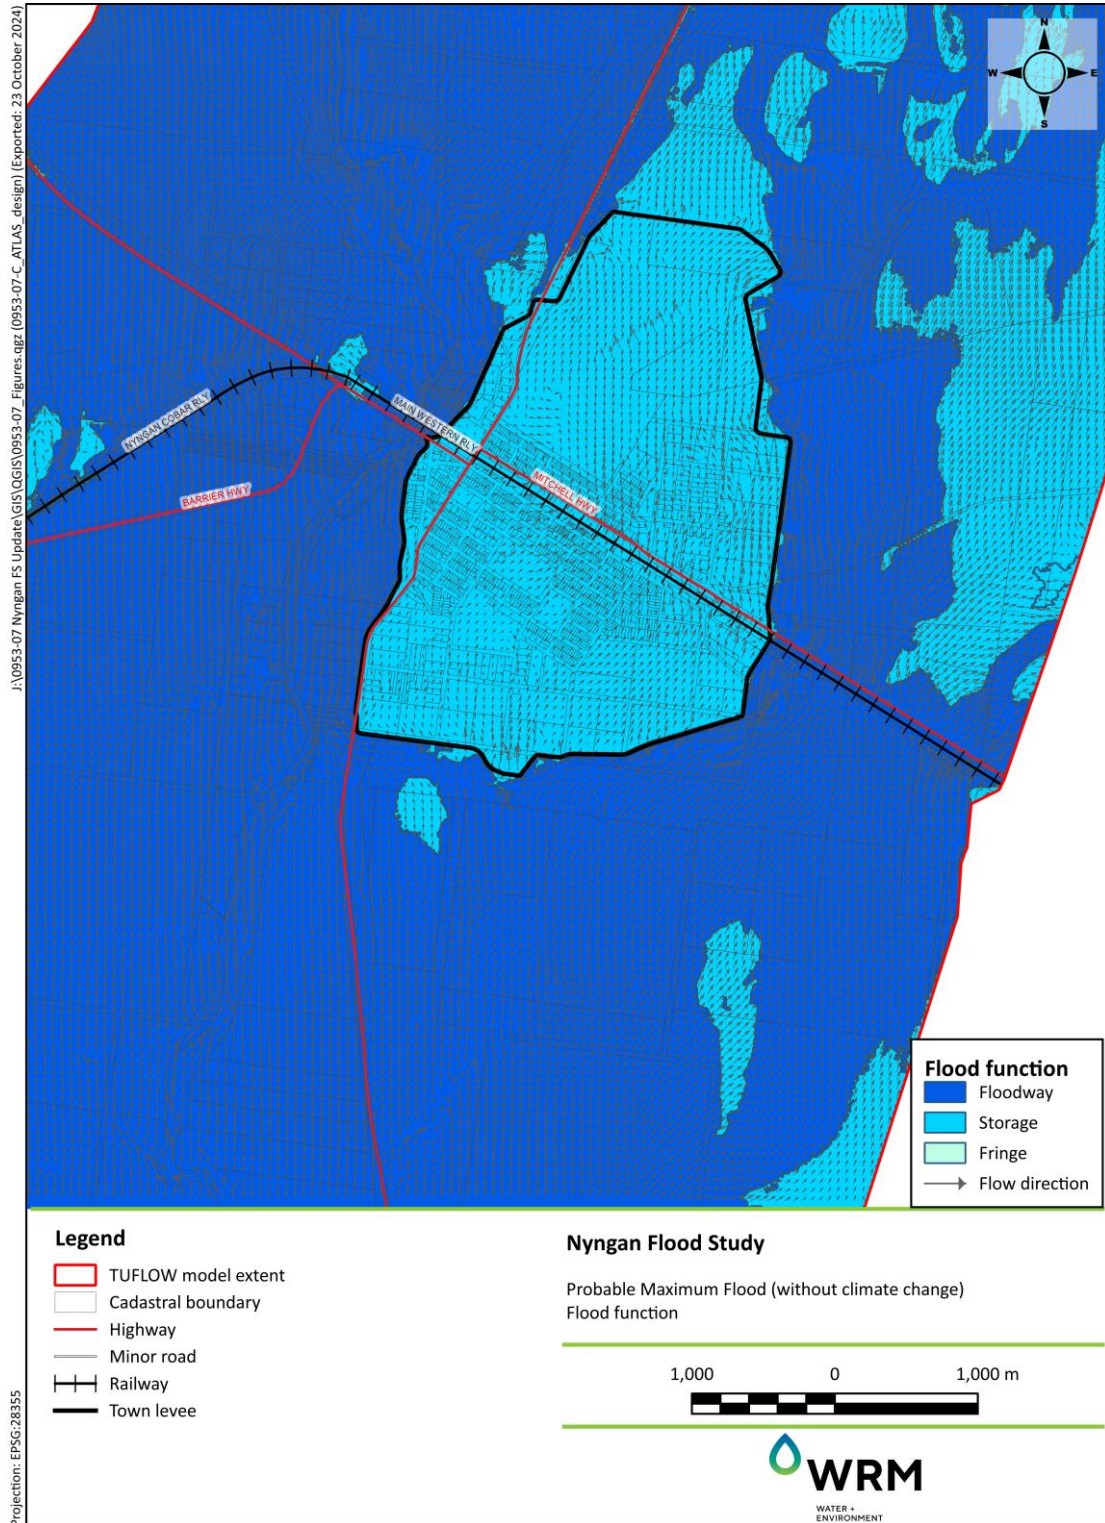 J:\0953-07 Nyngan FS Update\GIS\QGIS\0953-07_Figures.qgz (0953-07-C_ATLAS_design) (Exported: 23 October 2024)
N
W
E
S
NYNGAN COBAR RLY
MAIN WESTERN RLY
BARRIER HWY
MITCHELL HWY
Flood function
Floodway
Storage
Fringe
Flow direction
Projection: EPSG:28355
Legend
TUFLOW model extent
Cadastral boundary
Highway
Minor road
Railway
Town levee
Nyngan Flood Study
Probable Maximum Flood (without climate change)
Flood function
1,000 0 1,000 m
WRM
WATER +
ENVIRONMENT